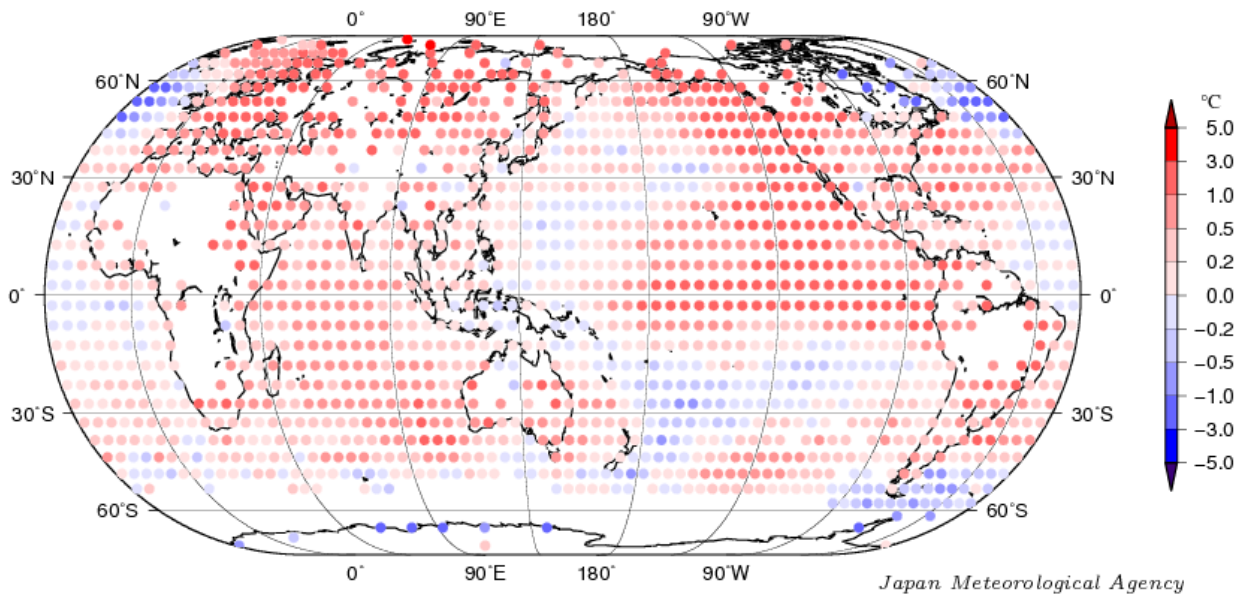 0° 90°E 180° 90°W
60°N 60°N
℃
5.0
3.0
30°N 30°N
1.0
0.5
0.2
0° 0° 0.0
−0.2
−0.5
−1.0
30°S 30°S
−3.0
−5.0
60°S 60°S
0° 90°E 180° 90°W
Japan Meteorological Agency